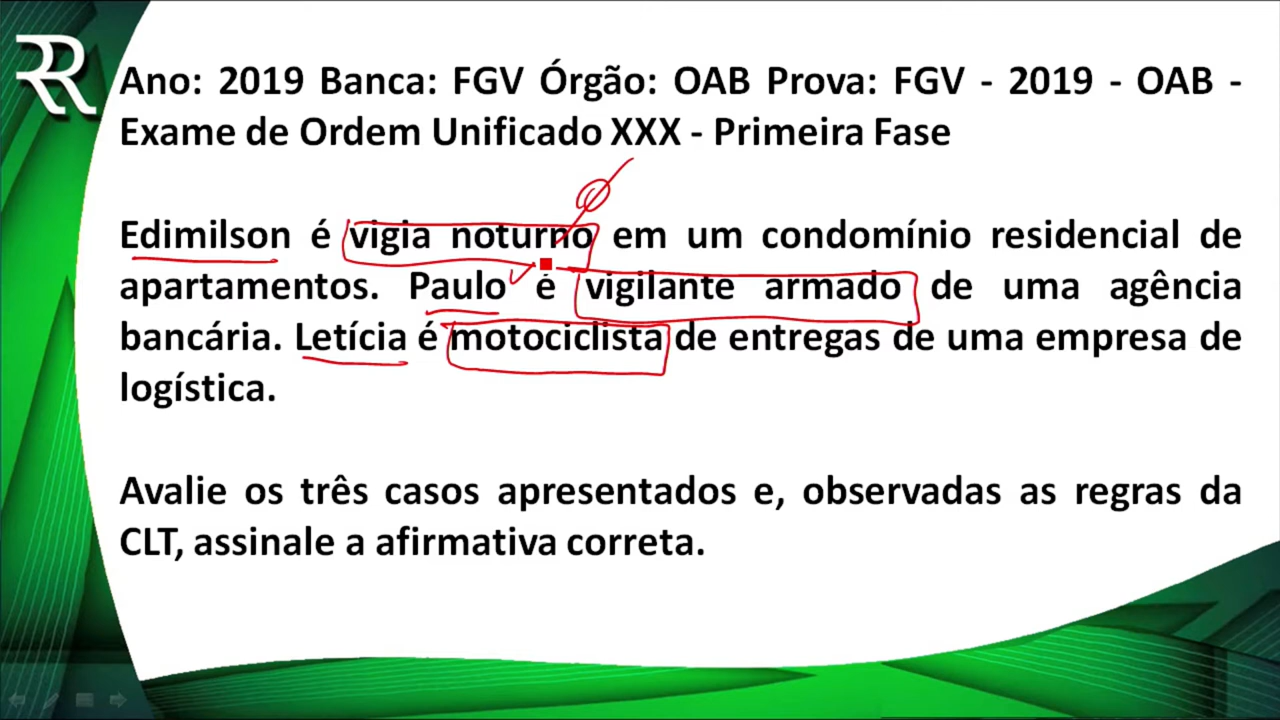 Ano: 2019 Banca: FGV Órgão: OAB Prova: FGV - 2019 - OAB -
Exame de Ordem Unificado XXX - Primeira Fase
Edimilson é vigia noturno em um condomínio residencial de
apartamentos. Paulo é vigilante armado de uma agência
bancária. Letícia é motociclista de entregas de uma empresa de
logística.
Avalie os três casos apresentados e, observadas as regras da
CLT, assinale a afirmativa correta.